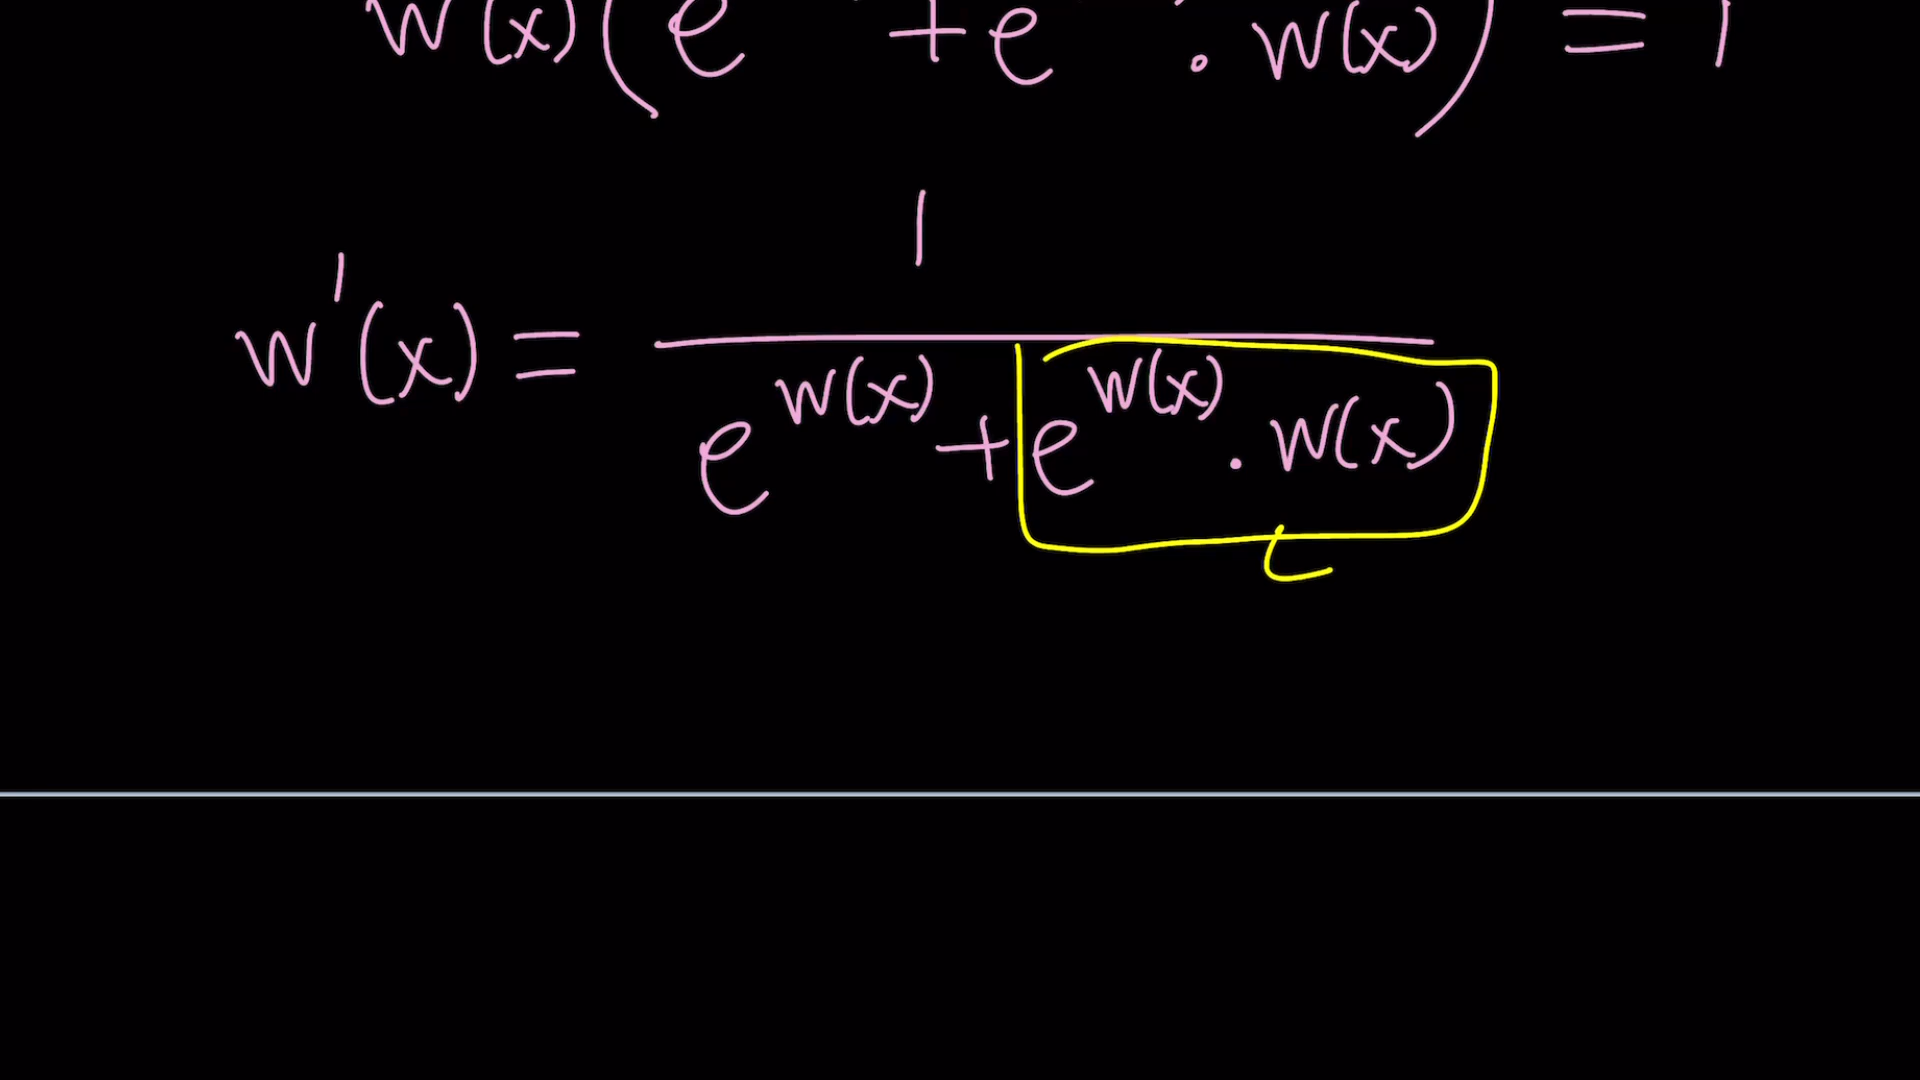 W(x)(e + e · W(x)) = 1
1
W'(x) = ———
e^W(x) + e^W(x) · W(x)